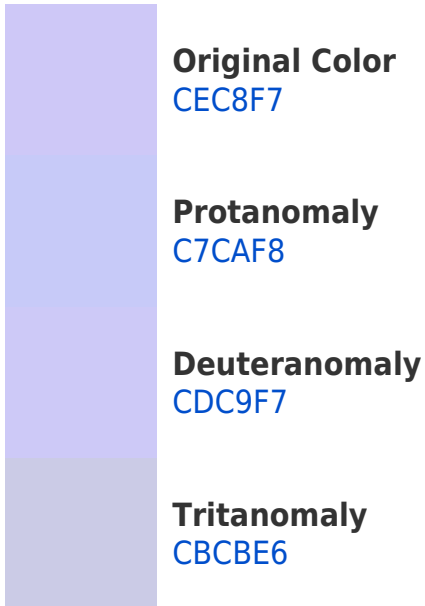 Original Color
CEC8F7
Protanomaly
C7CAF8
Deuteranomaly
CDC9F7
Tritanomaly
CBCBE6